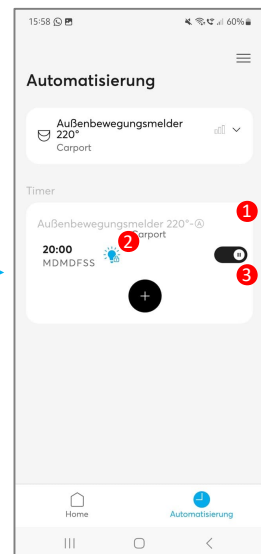 15:58 60%
Automatisierung
Außenbewegungsmelder
220°
Carport
Timer
Außenbewegungsmelder 220°-Ⓐ
1
Carport
2
20:00
MDMDFSS
3
+
Home
Automatisierung